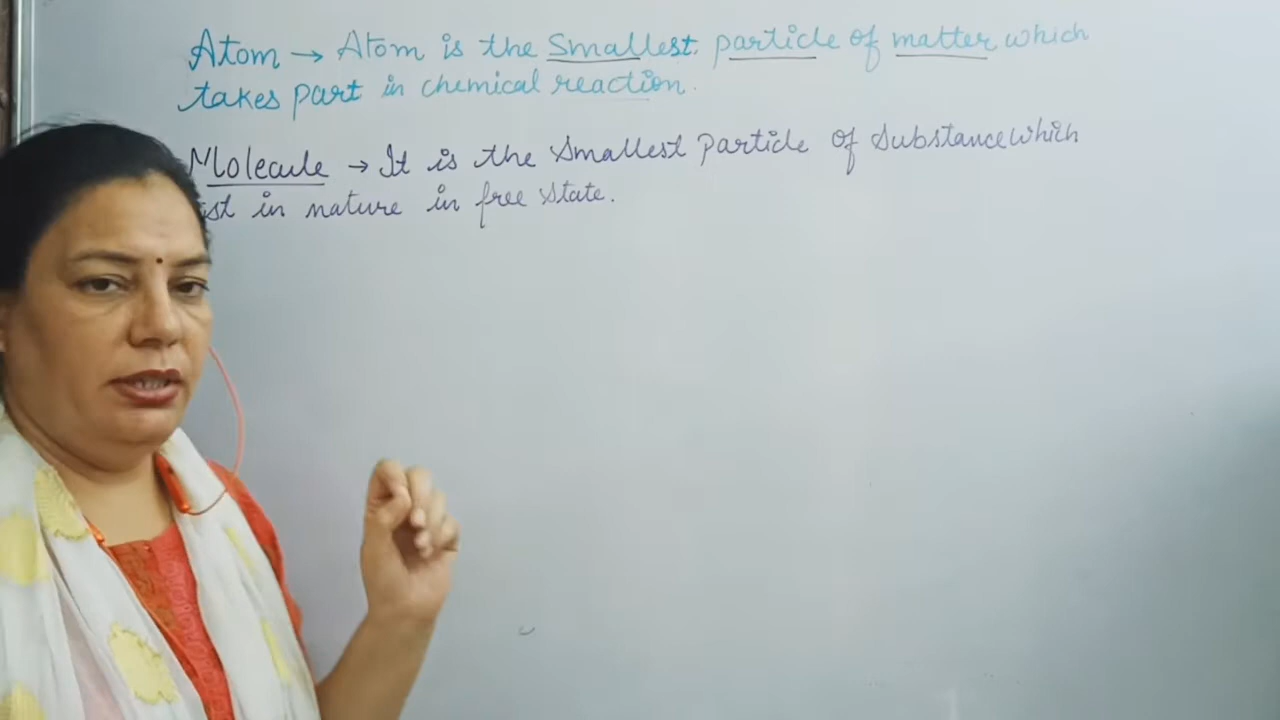 Atom → Atom is the Smallest particle of matter which
takes part in chemical reaction.
Molecule → It is the Smallest Particle of Substance which
in nature in free State.